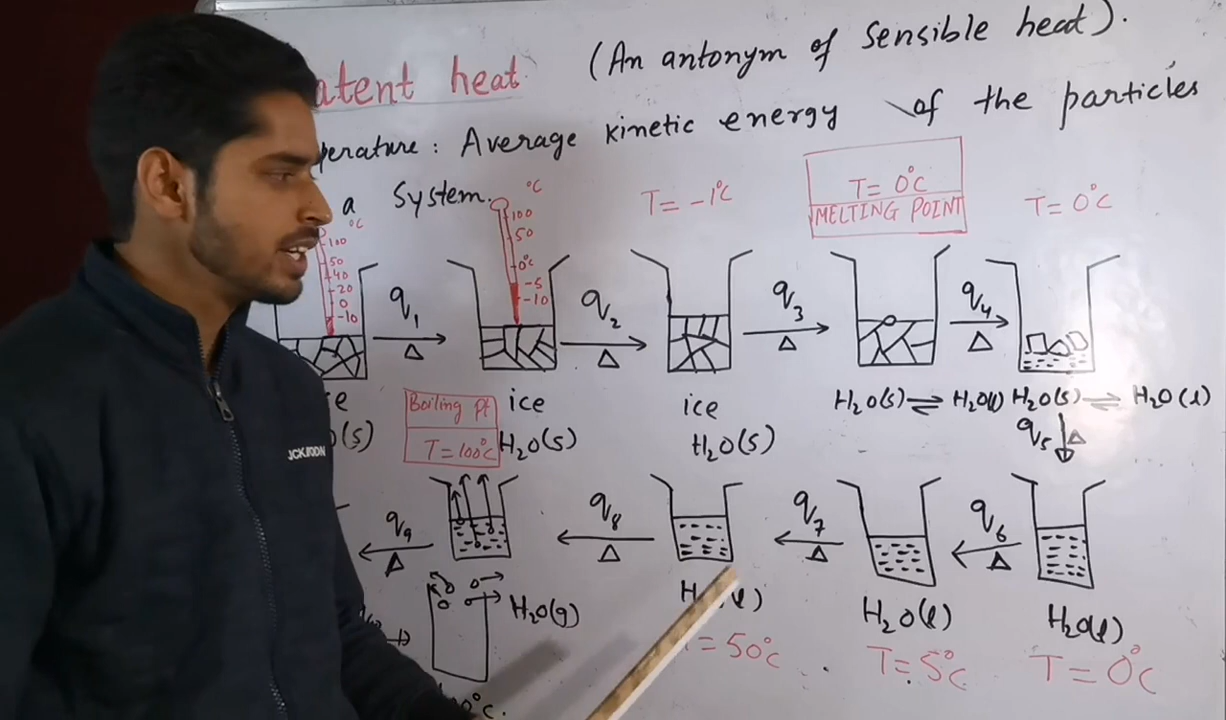 atent heat (An antonym of sensible heat).
perature: Average kinetic energy of the particles
a system.
°C
100
50
40
20
0
-10
°C
100
50
0°C
-5
-10
T = -1°C
T = 0°C
MELTING POINT
T = 0°C
q1 Δ
q2 Δ
q3 Δ
q4 Δ
ice
ice
H2O(s) ⇌ H2O(l)
H2O(s) ⇌ H2O(l)
(s)
H2O(s)
H2O(s)
q5 Δ
Boiling Pt
T = 100°C
JCKJOON
q9 Δ
q8 Δ
q7 Δ
q6 Δ
H2O(g)
H2O(l)
H2O(l)
= 50°C
T = 5°C
T = 0°C
0°C.